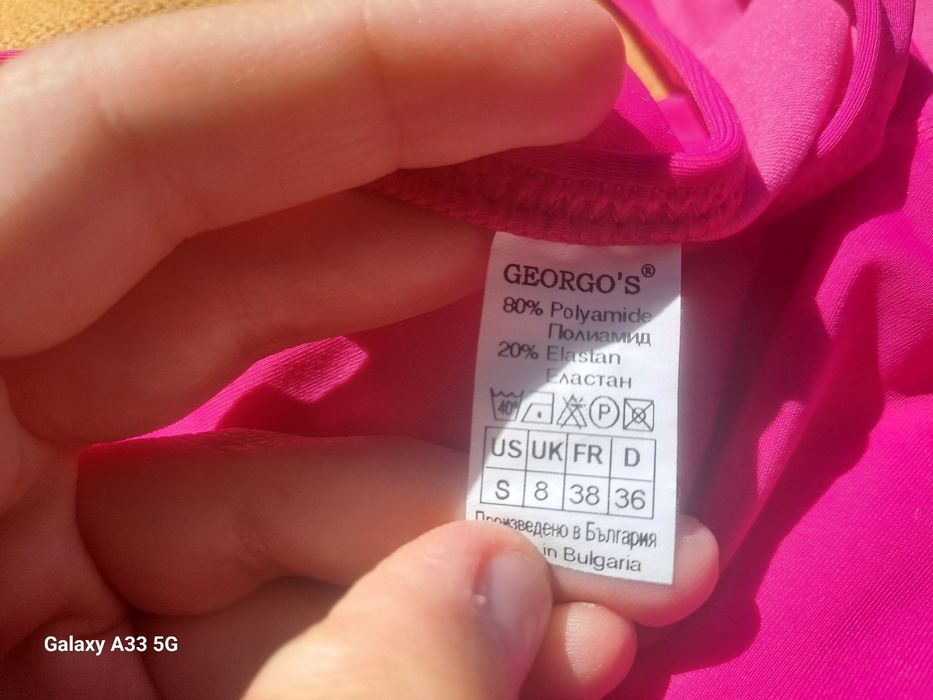 GEORGO'S®
80% Polyamide
Полиамид
20% Elastan
Еластан
40° P
US UK FR D
S 8 38 36
Произведено в България
in Bulgaria
Galaxy A33 5G